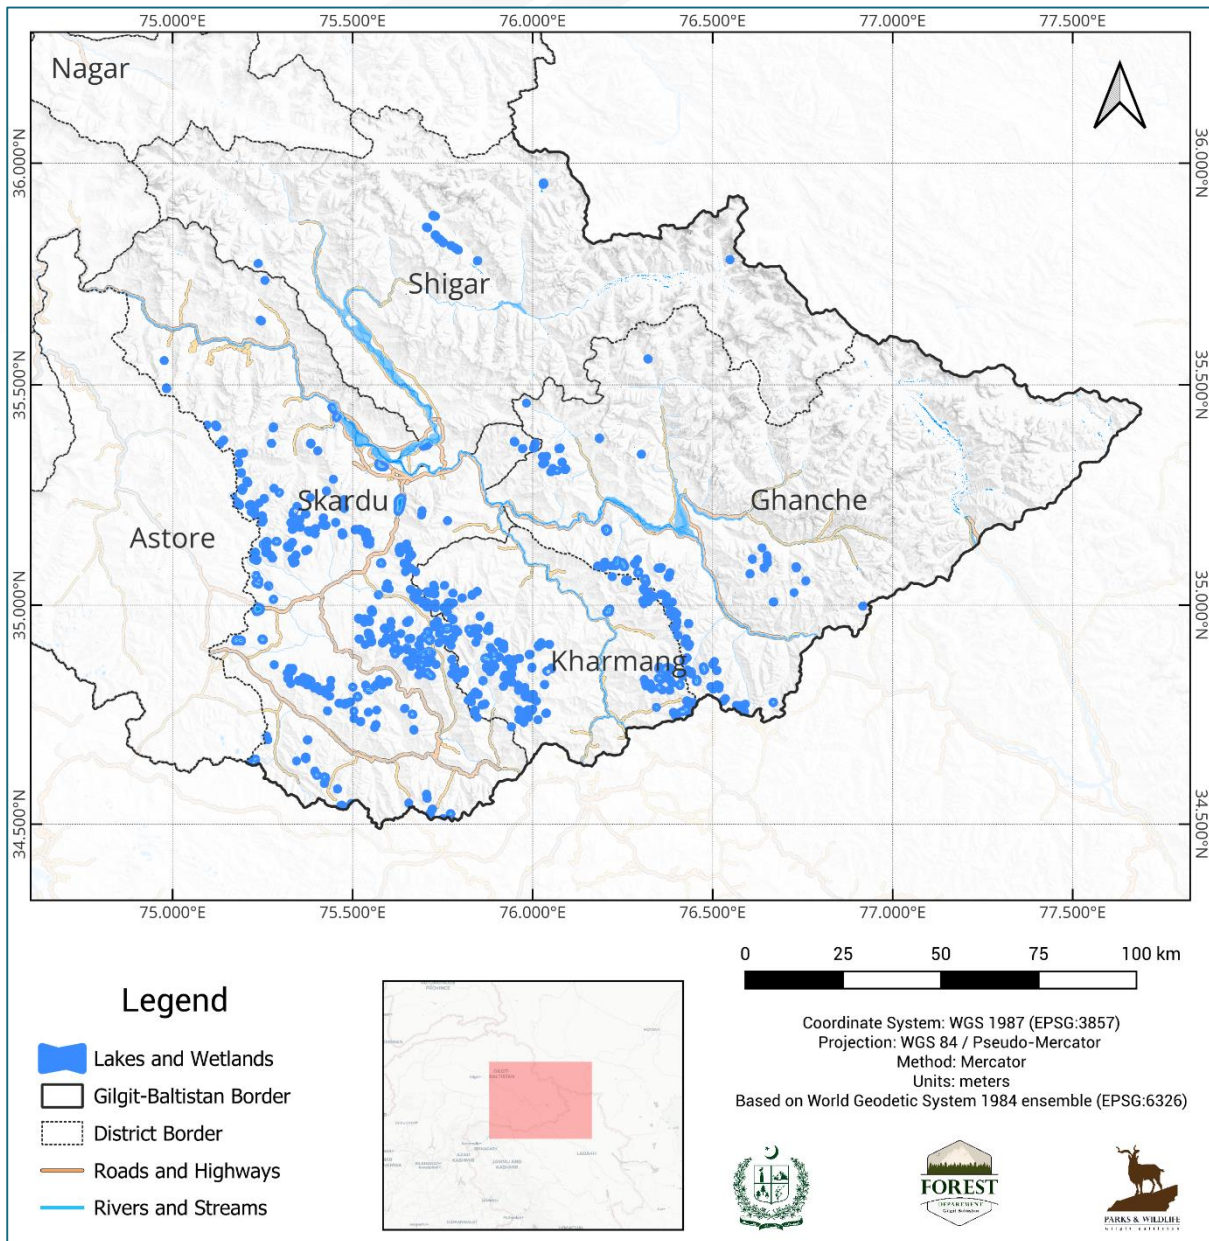 75.000°E 75.500°E 76.000°E 76.500°E 77.000°E 77.500°E
Nagar
36.000°N 36.000°N
Shigar
35.500°N 35.500°N
Skardu
Ghanche
Astore
35.000°N 35.000°N
Kharmang
34.500°N 34.500°N
75.000°E 75.500°E 76.000°E 76.500°E 77.000°E 77.500°E
0 25 50 75 100 km
Legend
Lakes and Wetlands
Gilgit-Baltistan Border
District Border
Roads and Highways
Rivers and Streams
Coordinate System: WGS 1987 (EPSG:3857)
Projection: WGS 84 / Pseudo-Mercator
Method: Mercator
Units: meters
Based on World Geodetic System 1984 ensemble (EPSG:6326)
FOREST
DEPARTMENT
Gilgit Baltistan
PARKS & WILDLIFE